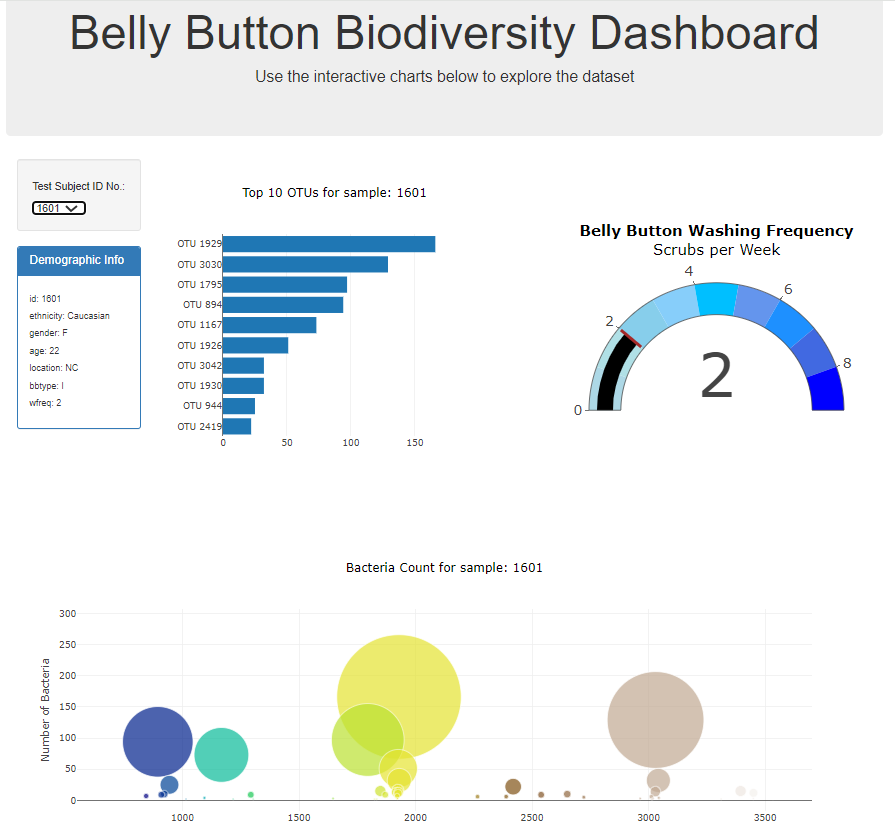 Belly Button Biodiversity Dashboard
Use the interactive charts below to explore the dataset
Test Subject ID No.:
1601
Demographic Info
id: 1601
ethnicity: Caucasian
gender: F
age: 22
location: NC
bbtype: I
wfreq: 2
Top 10 OTUs for sample: 1601
OTU 1929
OTU 3030
OTU 1795
OTU 894
OTU 1167
OTU 1926
OTU 3042
OTU 1930
OTU 944
OTU 2419
0 50 100 150
Belly Button Washing Frequency
Scrubs per Week
0
2
4
6
8
2
Bacteria Count for sample: 1601
Number of Bacteria
300
250
200
150
100
50
0
1000 1500 2000 2500 3000 3500